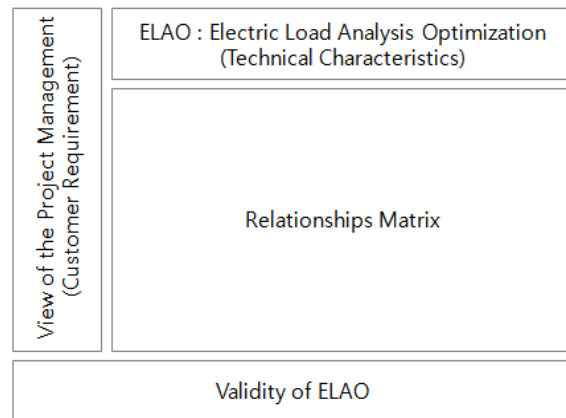 ELAO : Electric Load Analysis Optimization
(Technical Characteristics)
View of the Project Management
(Customer Requirement)
Relationships Matrix
Validity of ELAO